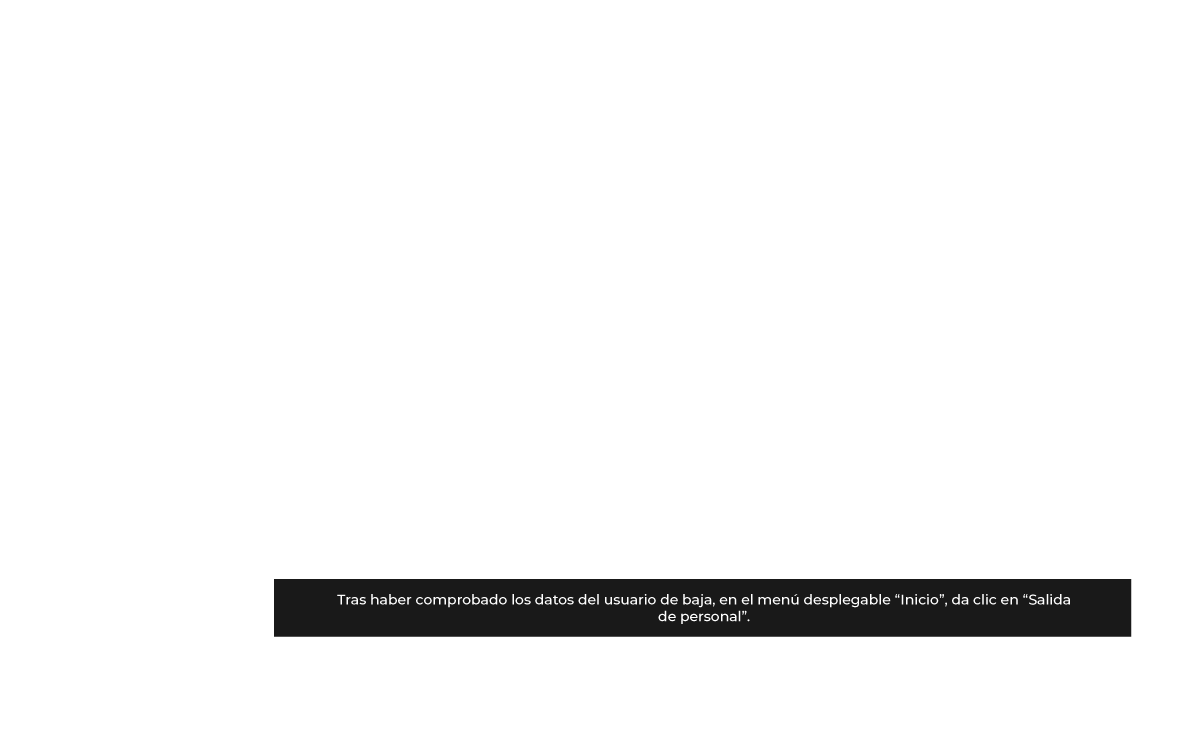 Tras haber comprobado los datos del usuario de baja, en el menú desplegable “Inicio”, da clic en “Salida
de personal”.